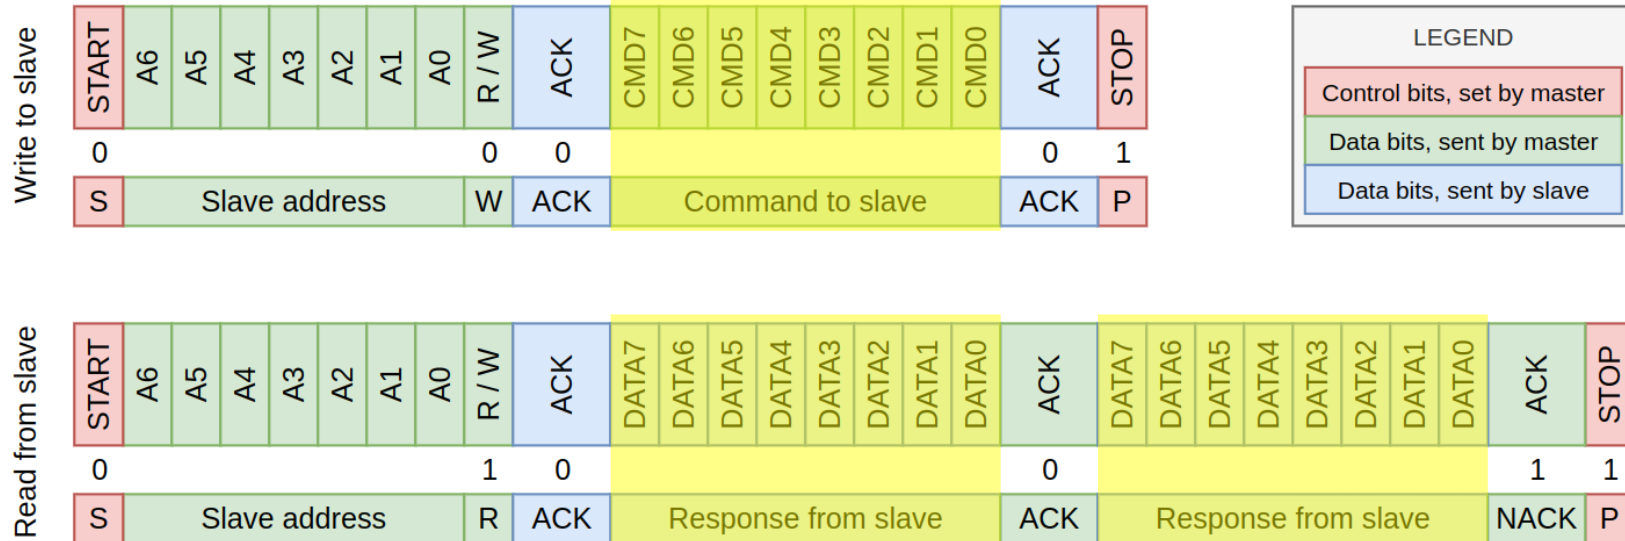 Write to slave
START A6 A5 A4 A3 A2 A1 A0 R / W ACK CMD7 CMD6 CMD5 CMD4 CMD3 CMD2 CMD1 CMD0 ACK STOP
0 0 0 0 1
S Slave address W ACK Command to slave ACK P
LEGEND
Control bits, set by master
Data bits, sent by master
Data bits, sent by slave
Read from slave
START A6 A5 A4 A3 A2 A1 A0 R / W ACK DATA7 DATA6 DATA5 DATA4 DATA3 DATA2 DATA1 DATA0 ACK DATA7 DATA6 DATA5 DATA4 DATA3 DATA2 DATA1 DATA0 ACK STOP
0 1 0 0 1 1
S Slave address R ACK Response from slave ACK Response from slave NACK P